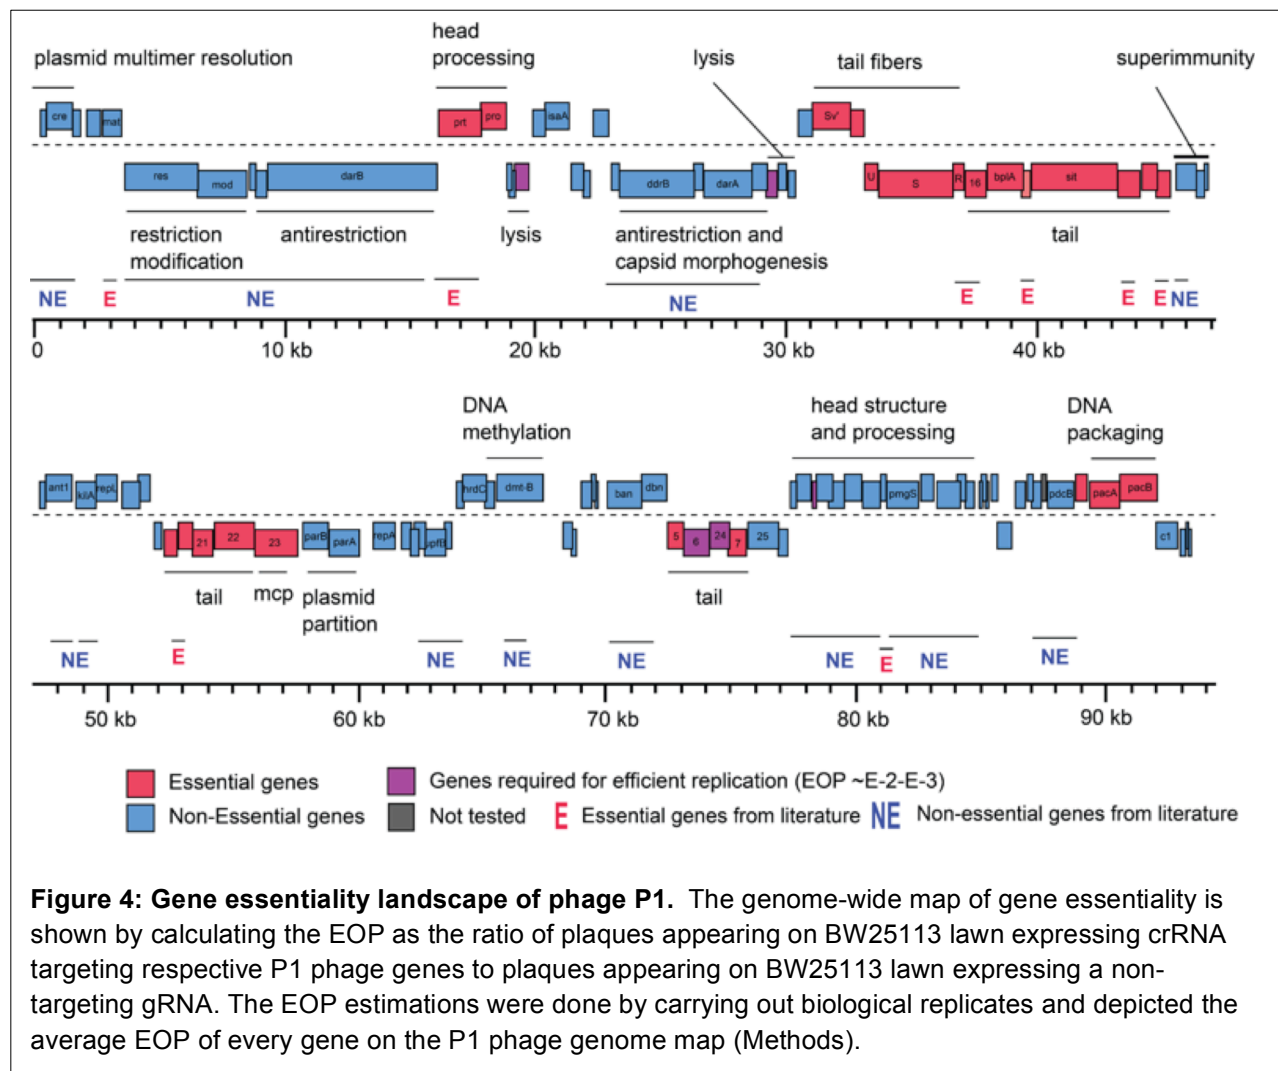 head
plasmid multimer resolution processing lysis tail fibers superimmunity
cre mat prt pro isaA Sv'
res mod darB ddrB darA U S R 16 bplA sit
restriction antirestriction lysis antirestriction and tail
modification capsid morphogenesis
NE E NE E NE E E E E NE
0 10 kb 20 kb 30 kb 40 kb
DNA head structure DNA
methylation and processing packaging
ant1 kilA repL hrdC dmt-B ban dbn pmgS pdcB pacA pacB
21 22 23 parB parA repA upfB 5 6 24 7 25 c1
tail mcp plasmid tail
partition
NE E NE NE NE NE E NE NE
50 kb 60 kb 70 kb 80 kb 90 kb
Essential genes Genes required for efficient replication (EOP ~E-2-E-3)
Non-Essential genes Not tested E Essential genes from literature NE Non-essential genes from literature
Figure 4: Gene essentiality landscape of phage P1. The genome-wide map of gene essentiality is
shown by calculating the EOP as the ratio of plaques appearing on BW25113 lawn expressing crRNA
targeting respective P1 phage genes to plaques appearing on BW25113 lawn expressing a non-
targeting gRNA. The EOP estimations were done by carrying out biological replicates and depicted the
average EOP of every gene on the P1 phage genome map (Methods).